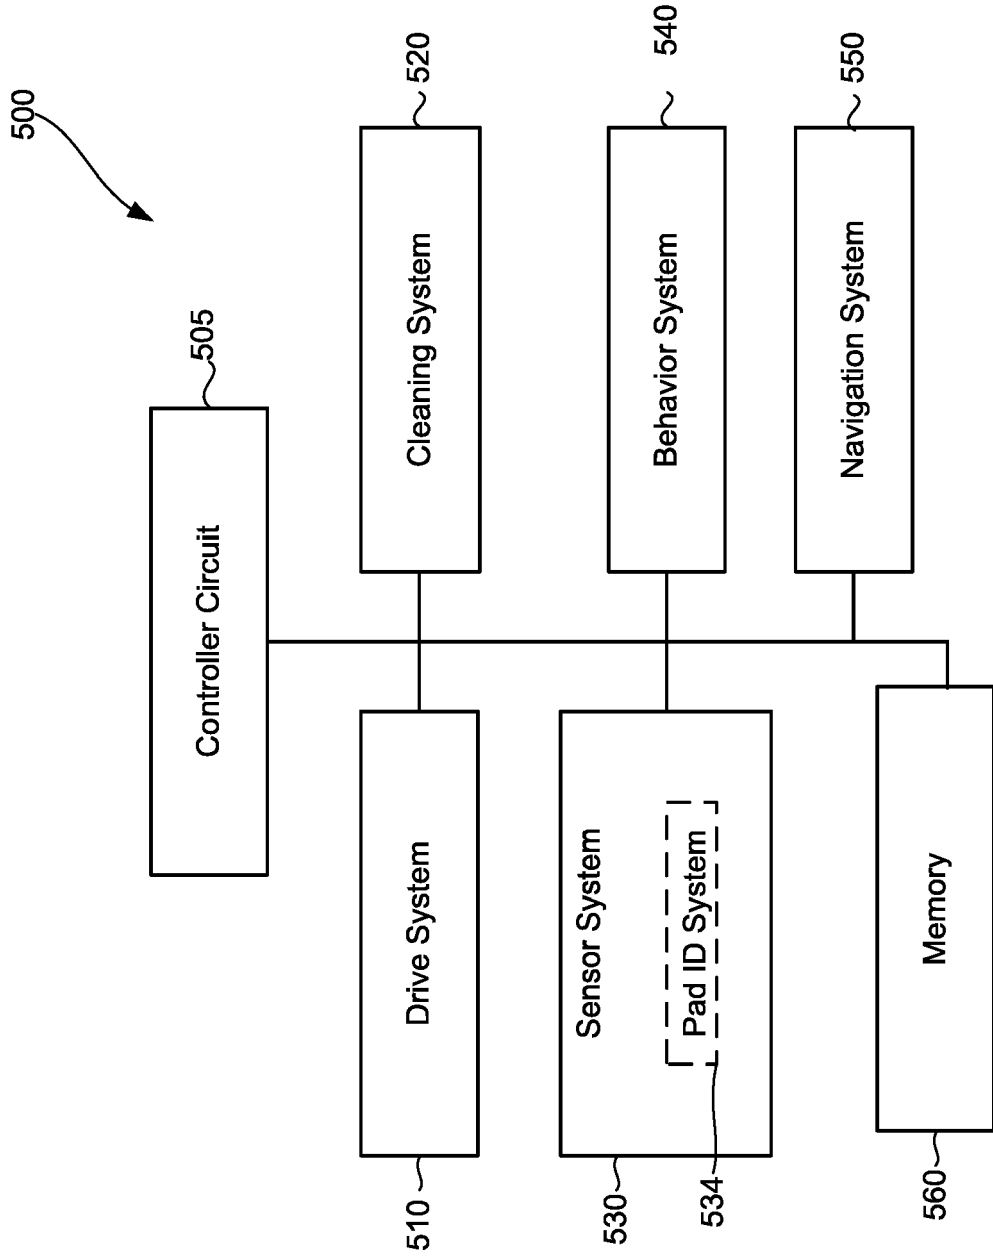 500
505
Controller Circuit
510
Drive System
520
Cleaning System
530
Sensor System
534
Pad ID System
540
Behavior System
550
Navigation System
560
Memory